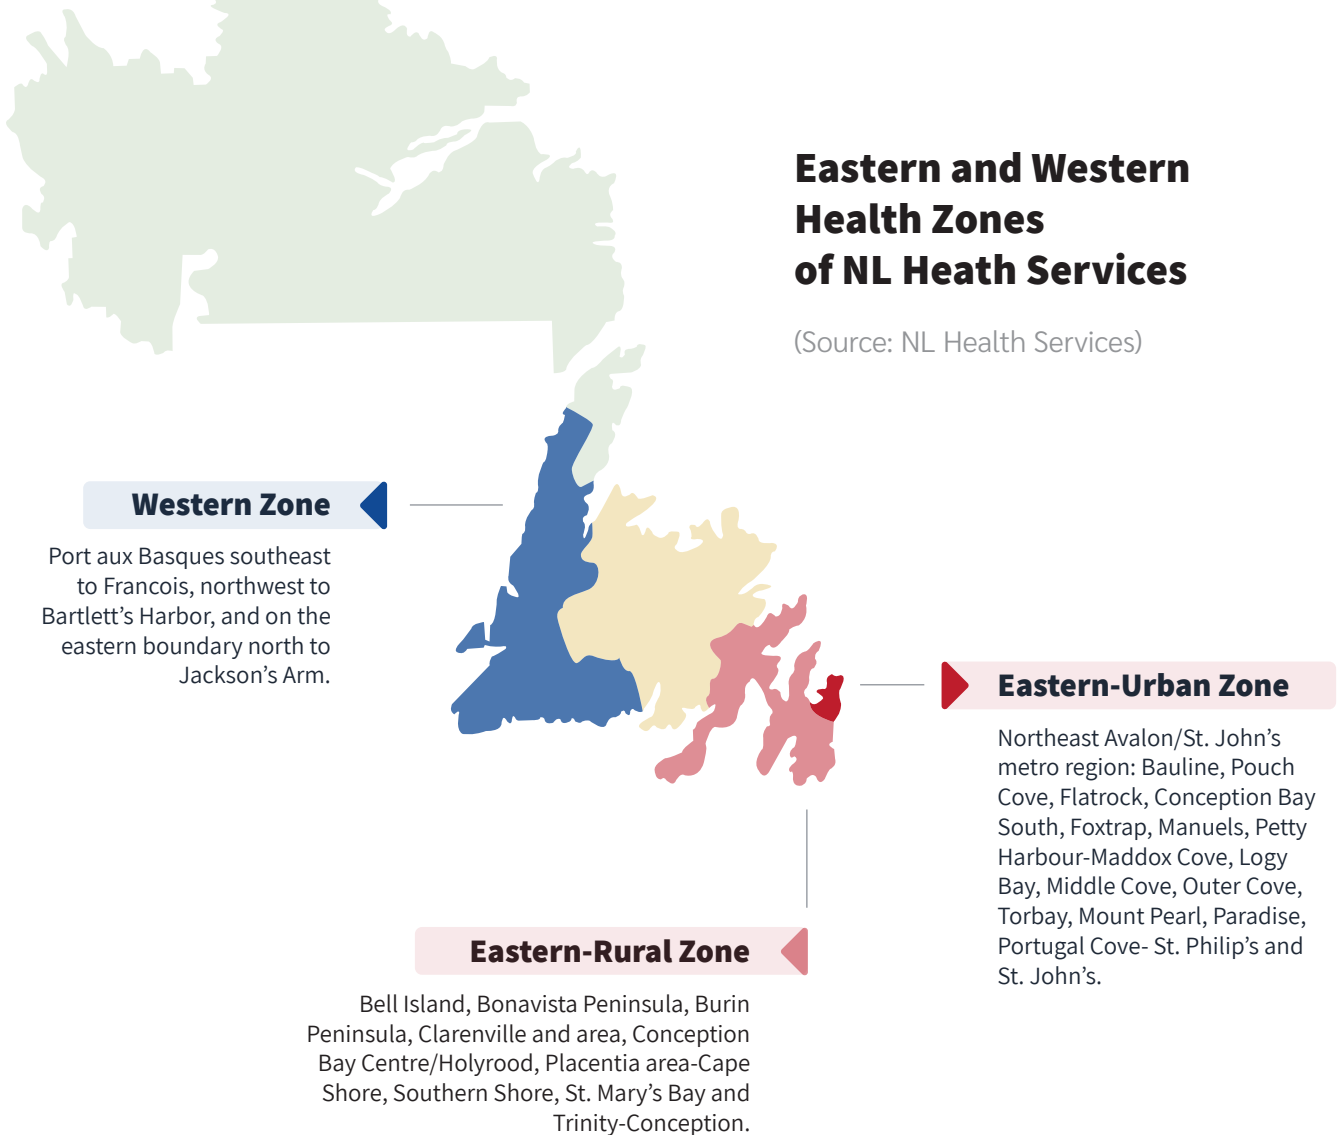 Eastern and Western
Health Zones
of NL Heath Services
(Source: NL Health Services)
Western Zone
Port aux Basques southeast
to Francois, northwest to
Bartlett’s Harbor, and on the
eastern boundary north to
Jackson’s Arm.
Eastern-Urban Zone
Northeast Avalon/St. John’s
metro region: Bauline, Pouch
Cove, Flatrock, Conception Bay
South, Foxtrap, Manuels, Petty
Harbour-Maddox Cove, Logy
Bay, Middle Cove, Outer Cove,
Torbay, Mount Pearl, Paradise,
Portugal Cove- St. Philip’s and
St. John’s.
Eastern-Rural Zone
Bell Island, Bonavista Peninsula, Burin
Peninsula, Clarenville and area, Conception
Bay Centre/Holyrood, Placentia area-Cape
Shore, Southern Shore, St. Mary’s Bay and
Trinity-Conception.